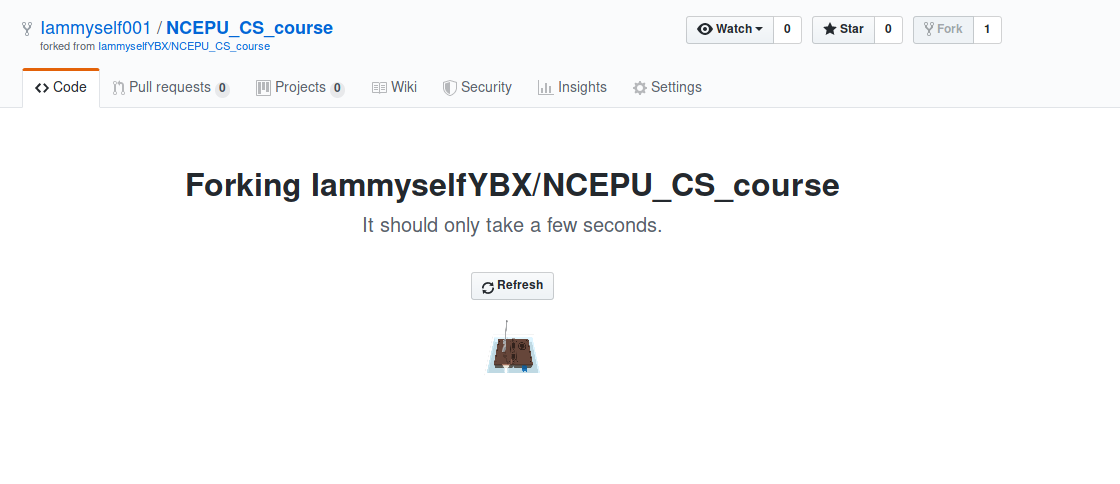 Iammyself001 / NCEPU_CS_course
forked from IammyselfYBX/NCEPU_CS_course
Watch 0 Star 0 Fork 1
Code Pull requests 0 Projects 0 Wiki Security Insights Settings
Forking IammyselfYBX/NCEPU_CS_course
It should only take a few seconds.
Refresh